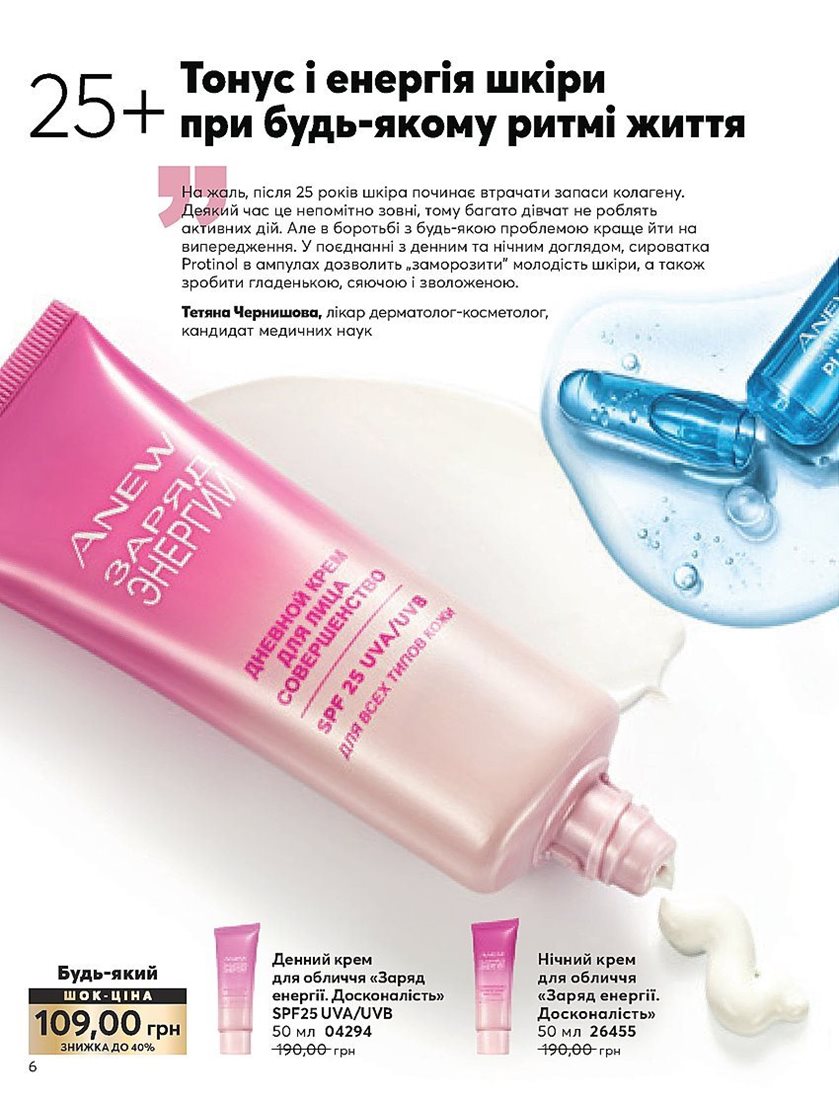 25+
Тонус і енергія шкіри
при будь-якому ритмі життя
На жаль, після 25 років шкіра починає втрачати запаси колагену.
Деякий час це непомітно зовні, тому багато дівчат не роблять
активних дій. Але в боротьбі з будь-якою проблемою краще йти на
випередження. У поєднанні з денним та нічним доглядом, сироватка
Protinol в ампулах дозволить „заморозити” молодість шкіри, а також
зробити гладенькою, сяючою і зволоженою.
Тетяна Чернишова, лікар дерматолог-косметолог,
кандидат медичних наук
ANEW
ANEW
ЗАРЯД
ЭНЕРГИИ
ДНЕВНОЙ КРЕМ
ДЛЯ ЛИЦА
СОВЕРШЕНСТВО
SPF 25 UVA/UVB
ДЛЯ ВСЕХ ТИПОВ КОЖИ
Будь-який
ШОК-ЦІНА
109,00 грн
ЗНИЖКА ДО 40%
Денний крем
для обличчя «Заряд
енергії. Досконалість»
SPF25 UVA/UVB
50 мл 04294
190,00 грн
Нічний крем
для обличчя
«Заряд енергії.
Досконалість»
50 мл 26455
190,00 грн
6